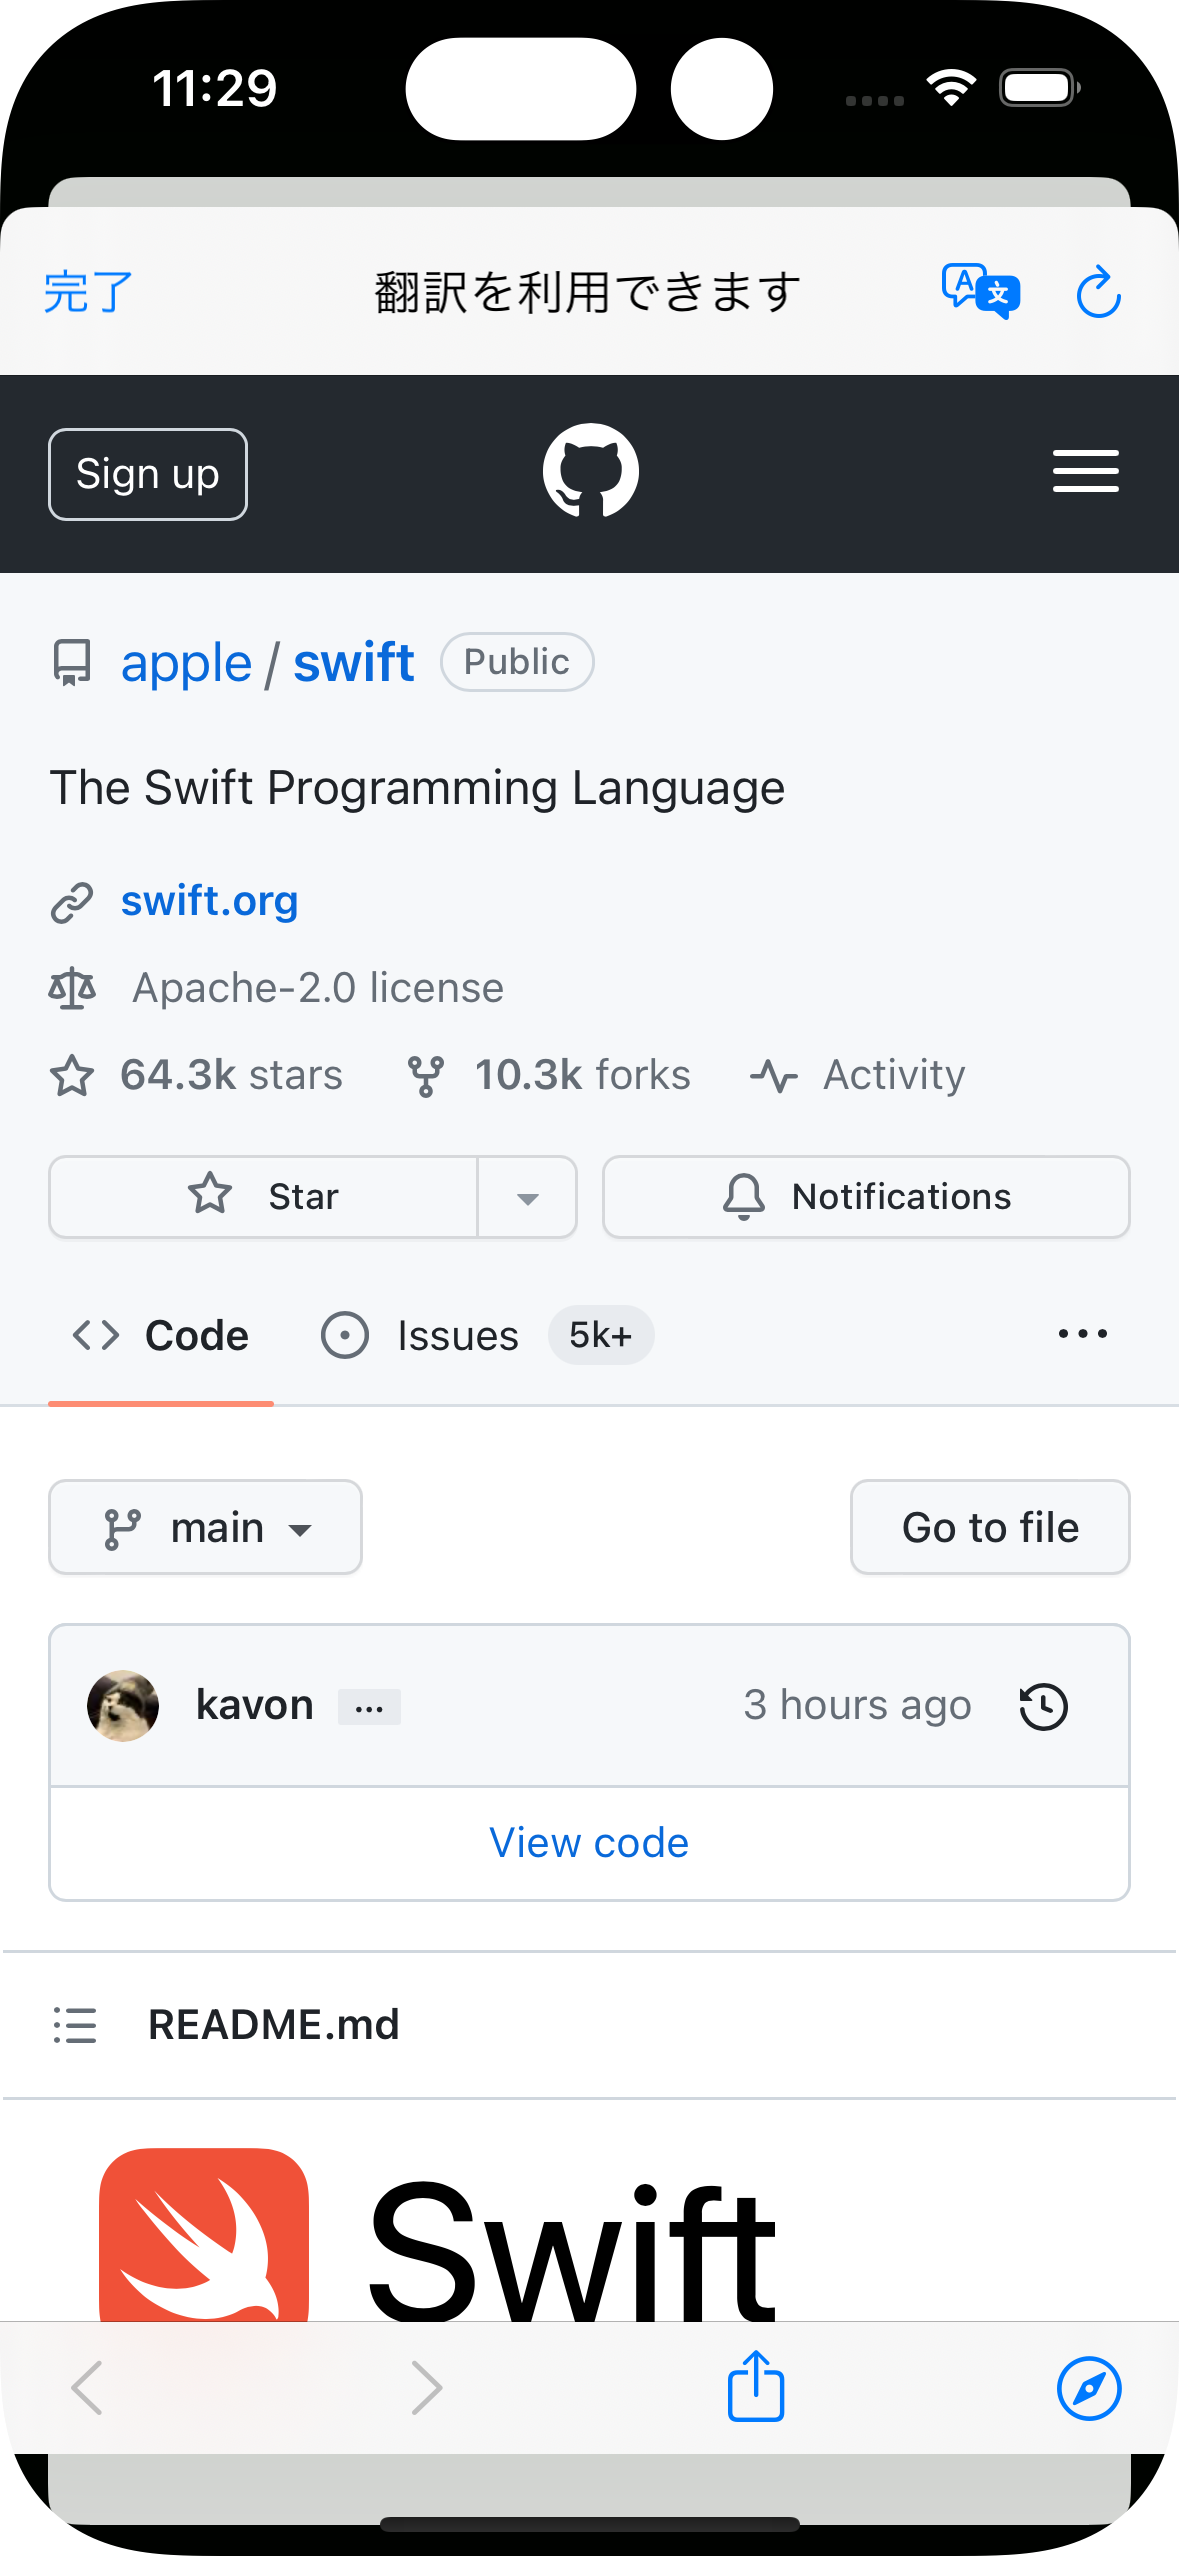 11:29
完了 翻訳を利用できます
Sign up
apple / swift Public
The Swift Programming Language
swift.org
Apache-2.0 license
64.3k stars 10.3k forks Activity
Star Notifications
Code Issues 5k+
main Go to file
kavon 3 hours ago
View code
README.md
Swift